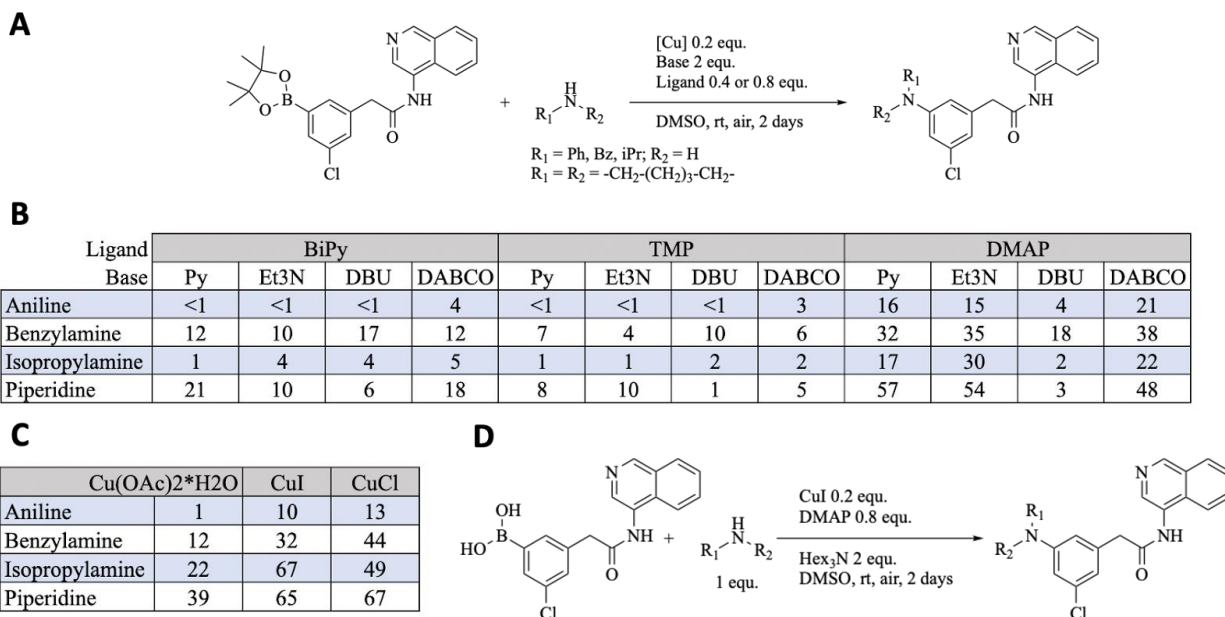 A
[Cu] 0.2 equ.
Base 2 equ.
Ligand 0.4 or 0.8 equ.
DMSO, rt, air, 2 days
N
NH
O
O
O
B
Cl
+
H
N
R1
R2
R1 = Ph, Bz, iPr; R2 = H
R1 = R2 = -CH2-(CH2)3-CH2-
R1
N
R2
N
NH
O
Cl
B
Ligand BiPy TMP DMAP
Base Py Et3N DBU DABCO Py Et3N DBU DABCO Py Et3N DBU DABCO
Aniline <1 <1 <1 4 <1 <1 <1 3 16 15 4 21
Benzylamine 12 10 17 12 7 4 10 6 32 35 18 38
Isopropylamine 1 4 4 5 1 1 2 2 17 30 2 22
Piperidine 21 10 6 18 8 10 1 5 57 54 3 48
C
Cu(OAc)2*H2O CuI CuCl
Aniline 1 10 13
Benzylamine 12 32 44
Isopropylamine 22 67 49
Piperidine 39 65 67
D
N
OH
B
HO
NH
O
Cl
+
H
N
R1
R2
1 equ.
CuI 0.2 equ.
DMAP 0.8 equ.
Hex3N 2 equ.
DMSO, rt, air, 2 days
R1
N
R2
N
NH
O
Cl